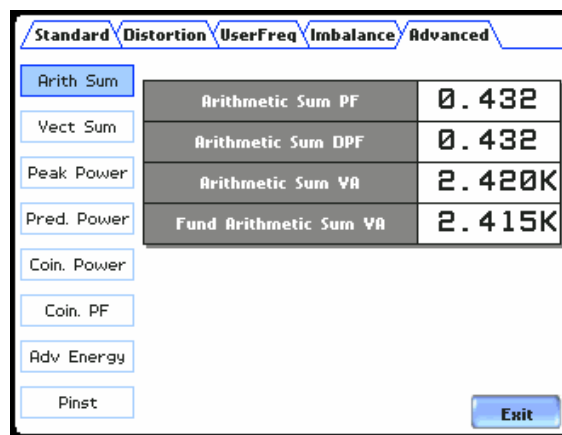 Standard Distortion UserFreq Imbalance Advanced
Arith Sum
Vect Sum
Peak Power
Pred. Power
Coin. Power
Coin. PF
Adv Energy
Pinst
Arithmetic Sum PF 0.432
Arithmetic Sum DPF 0.432
Arithmetic Sum VA 2.420K
Fund Arithmetic Sum VA 2.415K
Exit